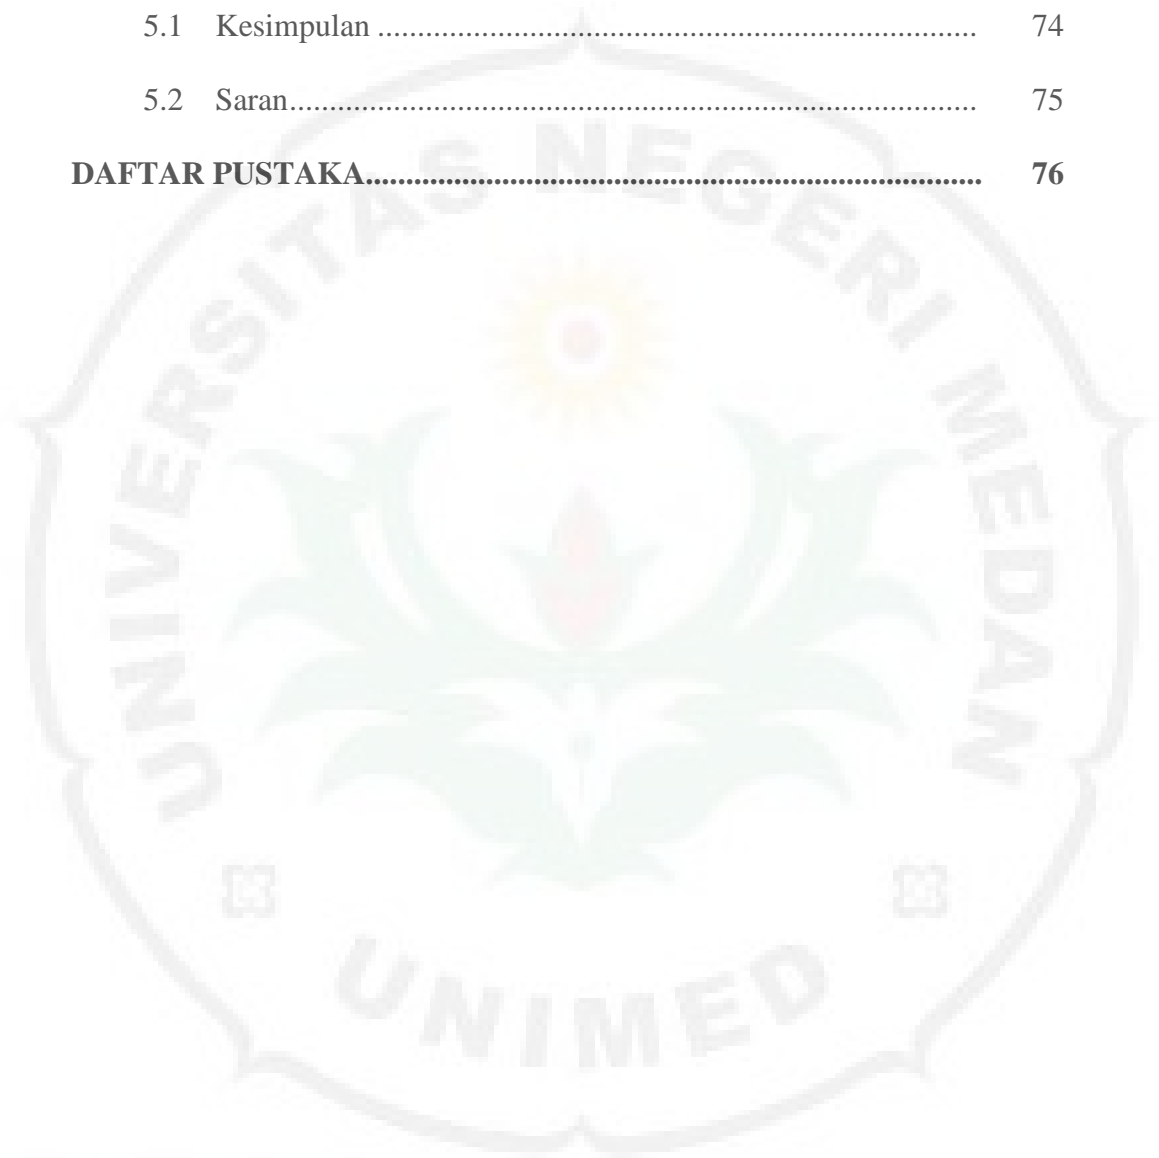 5.1 Kesimpulan ........................................................................... 74
5.2 Saran...................................................................................... 75
DAFTAR PUSTAKA........................................................................... 76
UNIVERSITAS NEGERI MEDAN
UNIMED